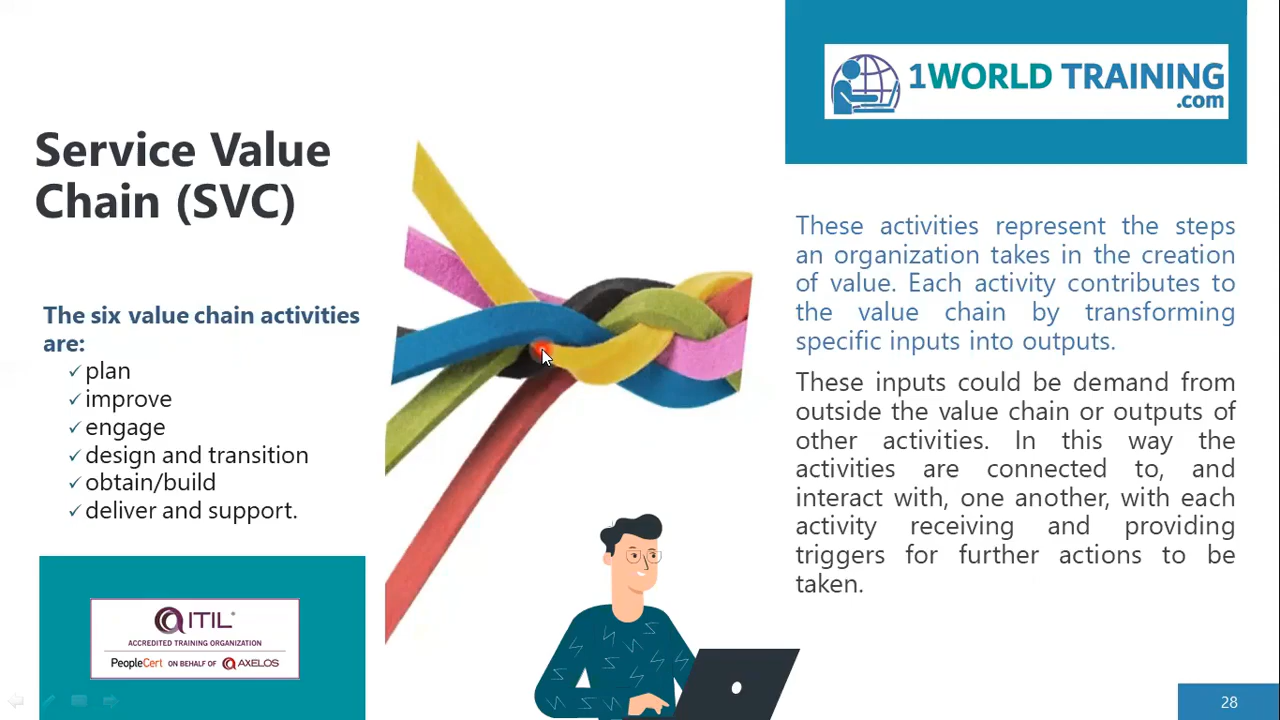 Service Value
Chain (SVC)
The six value chain activities
are:
✓ plan
✓ improve
✓ engage
✓ design and transition
✓ obtain/build
✓ deliver and support.
ITIL®
ACCREDITED TRAINING ORGANIZATION
PeopleCert ON BEHALF OF AXELOS
1WORLD TRAINING
.com
These activities represent the steps
an organization takes in the creation
of value. Each activity contributes to
the value chain by transforming
specific inputs into outputs.
These inputs could be demand from
outside the value chain or outputs of
other activities. In this way the
activities are connected to, and
interact with, one another, with each
activity receiving and providing
triggers for further actions to be
taken.
28